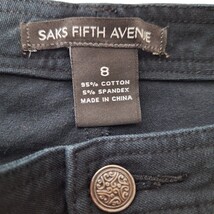 SAKS FIFTH AVENUE
8
95% COTTON
5% SPANDEX
MADE IN CHINA